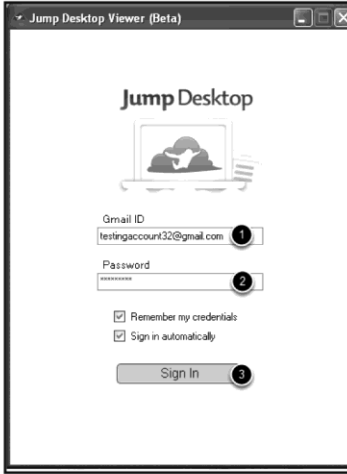 Jump Desktop Viewer (Beta)
Jump Desktop
Gmail ID
testingaccount32@gmail.com 1
Password
********* 2
Remember my credentials
Sign in automatically
Sign In 3